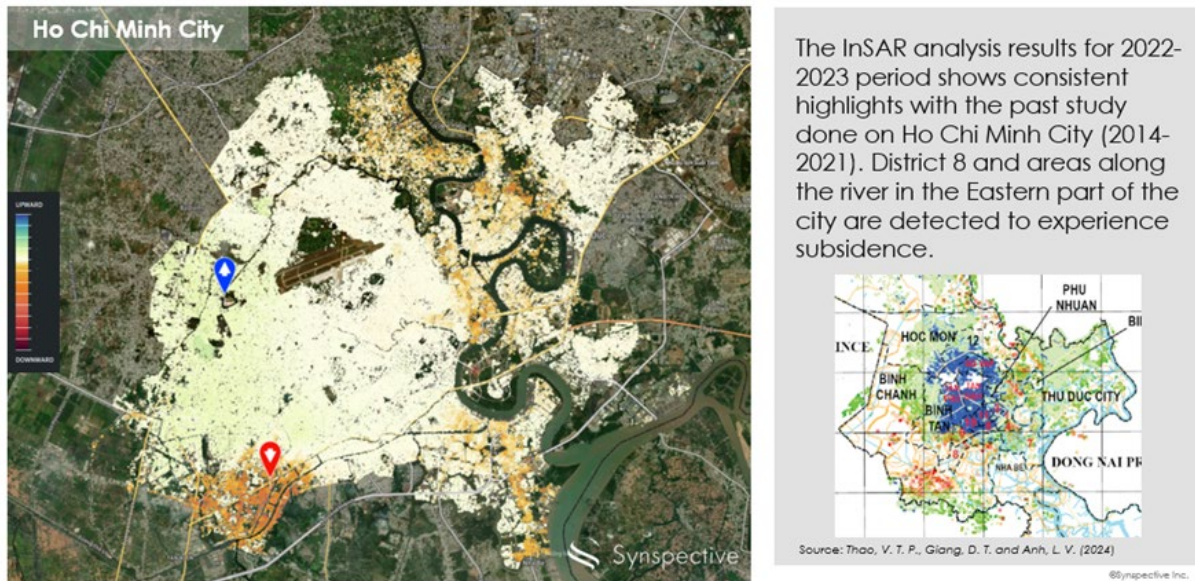 Ho Chi Minh City
UPWARD
DOWNWARD
Synspective
The InSAR analysis results for 2022-
2023 period shows consistent
highlights with the past study
done on Ho Chi Minh City (2014-
2021). District 8 and areas along
the river in the Eastern part of the
city are detected to experience
subsidence.
PHU
NHUAN
HOC MON
12
INCE
BINH
CHANH
BINH
TAN
THU DUC CITY
NHA BE
DONG NAI PR
Source: Thao, V. T. P., Giang, D. T. and Anh, L. V. (2024)
©Synspective Inc.